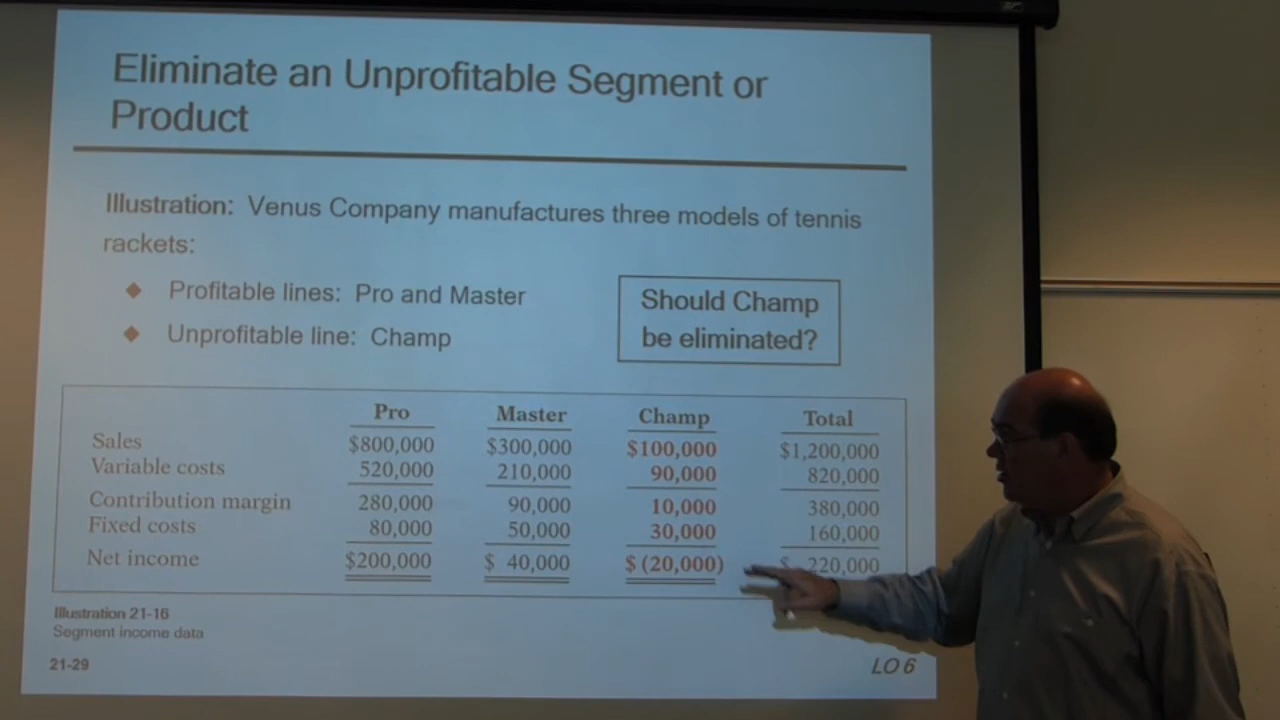 Eliminate an Unprofitable Segment or
Product
Illustration: Venus Company manufactures three models of tennis
rackets:
◆ Profitable lines: Pro and Master
◆ Unprofitable line: Champ
Should Champ
be eliminated?
Pro Master Champ Total
Sales $800,000 $300,000 $100,000 $1,200,000
Variable costs 520,000 210,000 90,000 820,000
Contribution margin 280,000 90,000 10,000 380,000
Fixed costs 80,000 50,000 30,000 160,000
Net income $200,000 $ 40,000 $ (20,000) $ 220,000
Illustration 21-16
Segment income data
21-29
LO 6